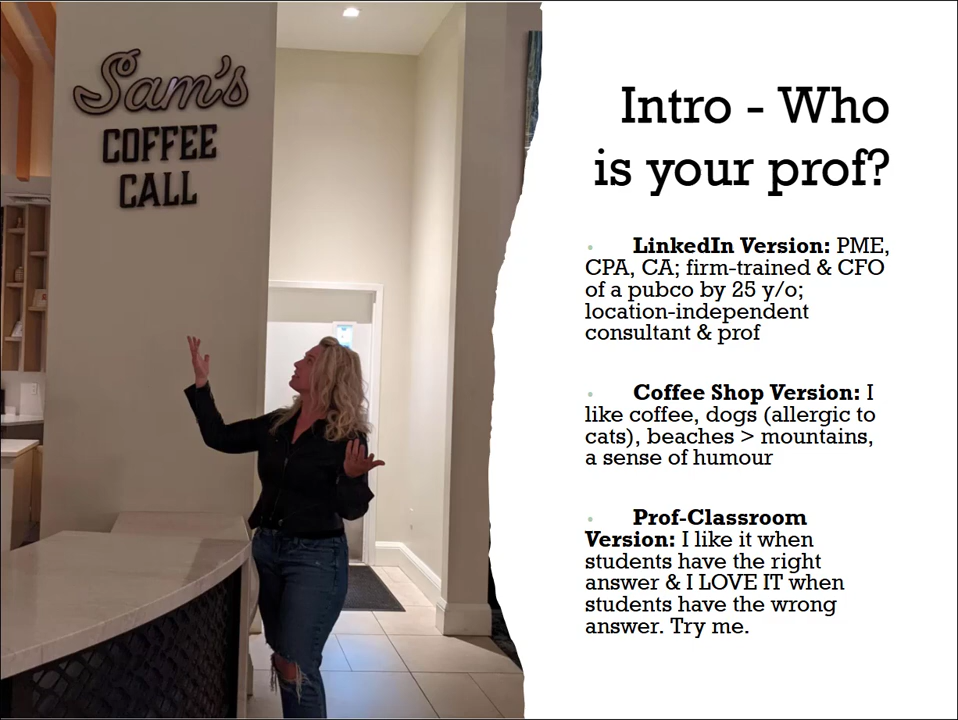 Sam's
COFFEE
CALL
Intro - Who
is your prof?
• LinkedIn Version: PME,
CPA, CA; firm-trained & CFO
of a pubco by 25 y/o;
location-independent
consultant & prof
• Coffee Shop Version: I
like coffee, dogs (allergic to
cats), beaches > mountains,
a sense of humour
• Prof-Classroom
Version: I like it when
students have the right
answer & I LOVE IT when
students have the wrong
answer. Try me.